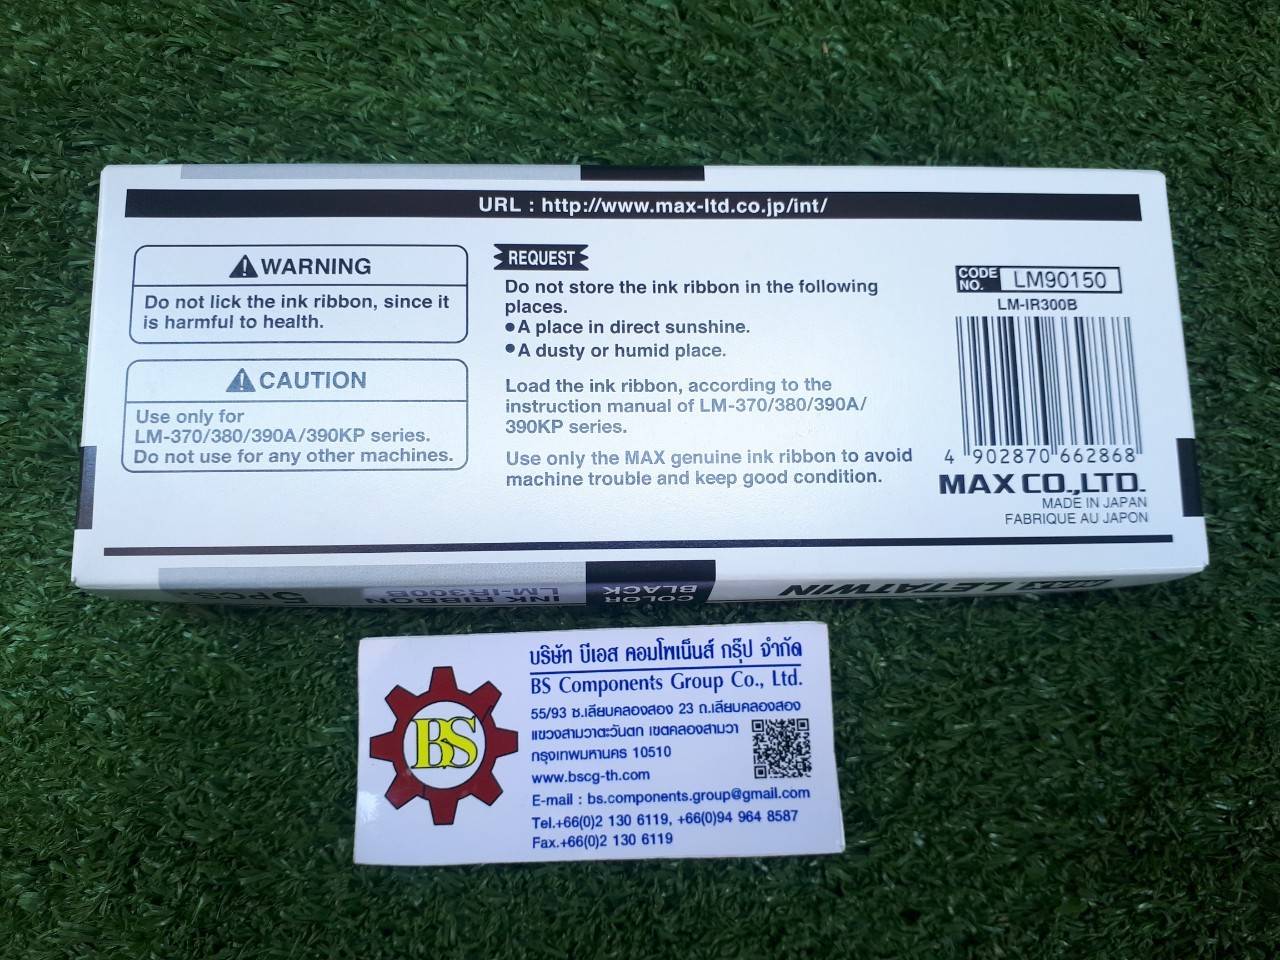 URL : http://www.max-ltd.co.jp/int/
WARNING
Do not lick the ink ribbon, since it
is harmful to health.
CAUTION
Use only for
LM-370/380/390A/390KP series.
Do not use for any other machines.
REQUEST
Do not store the ink ribbon in the following
places.
•A place in direct sunshine.
•A dusty or humid place.
Load the ink ribbon, according to the
instruction manual of LM-370/380/390A/
390KP series.
Use only the MAX genuine ink ribbon to avoid
machine trouble and keep good condition.
CODE NO. LM90150
LM-IR300B
4 902870 662868
MAX CO.,LTD.
MADE IN JAPAN
FABRIQUE AU JAPON
MAX LETATWIN
COLOR
BLACK
INK RIBBON
LM-IR300B
5PCS.
บริษัท บีเอส คอมโพเน็นส์ กรุ๊ป จำกัด
BS Components Group Co., Ltd.
BS
55/93 ซ.เลียบคลองสอง 23 ถ.เลียบคลองสอง
แขวงสามวาตะวันตก เขตคลองสามวา
กรุงเทพมหานคร 10510
www.bscg-th.com
E-mail : bs.components.group@gmail.com
Tel.+66(0)2 130 6119, +66(0)94 964 8587
Fax.+66(0)2 130 6119